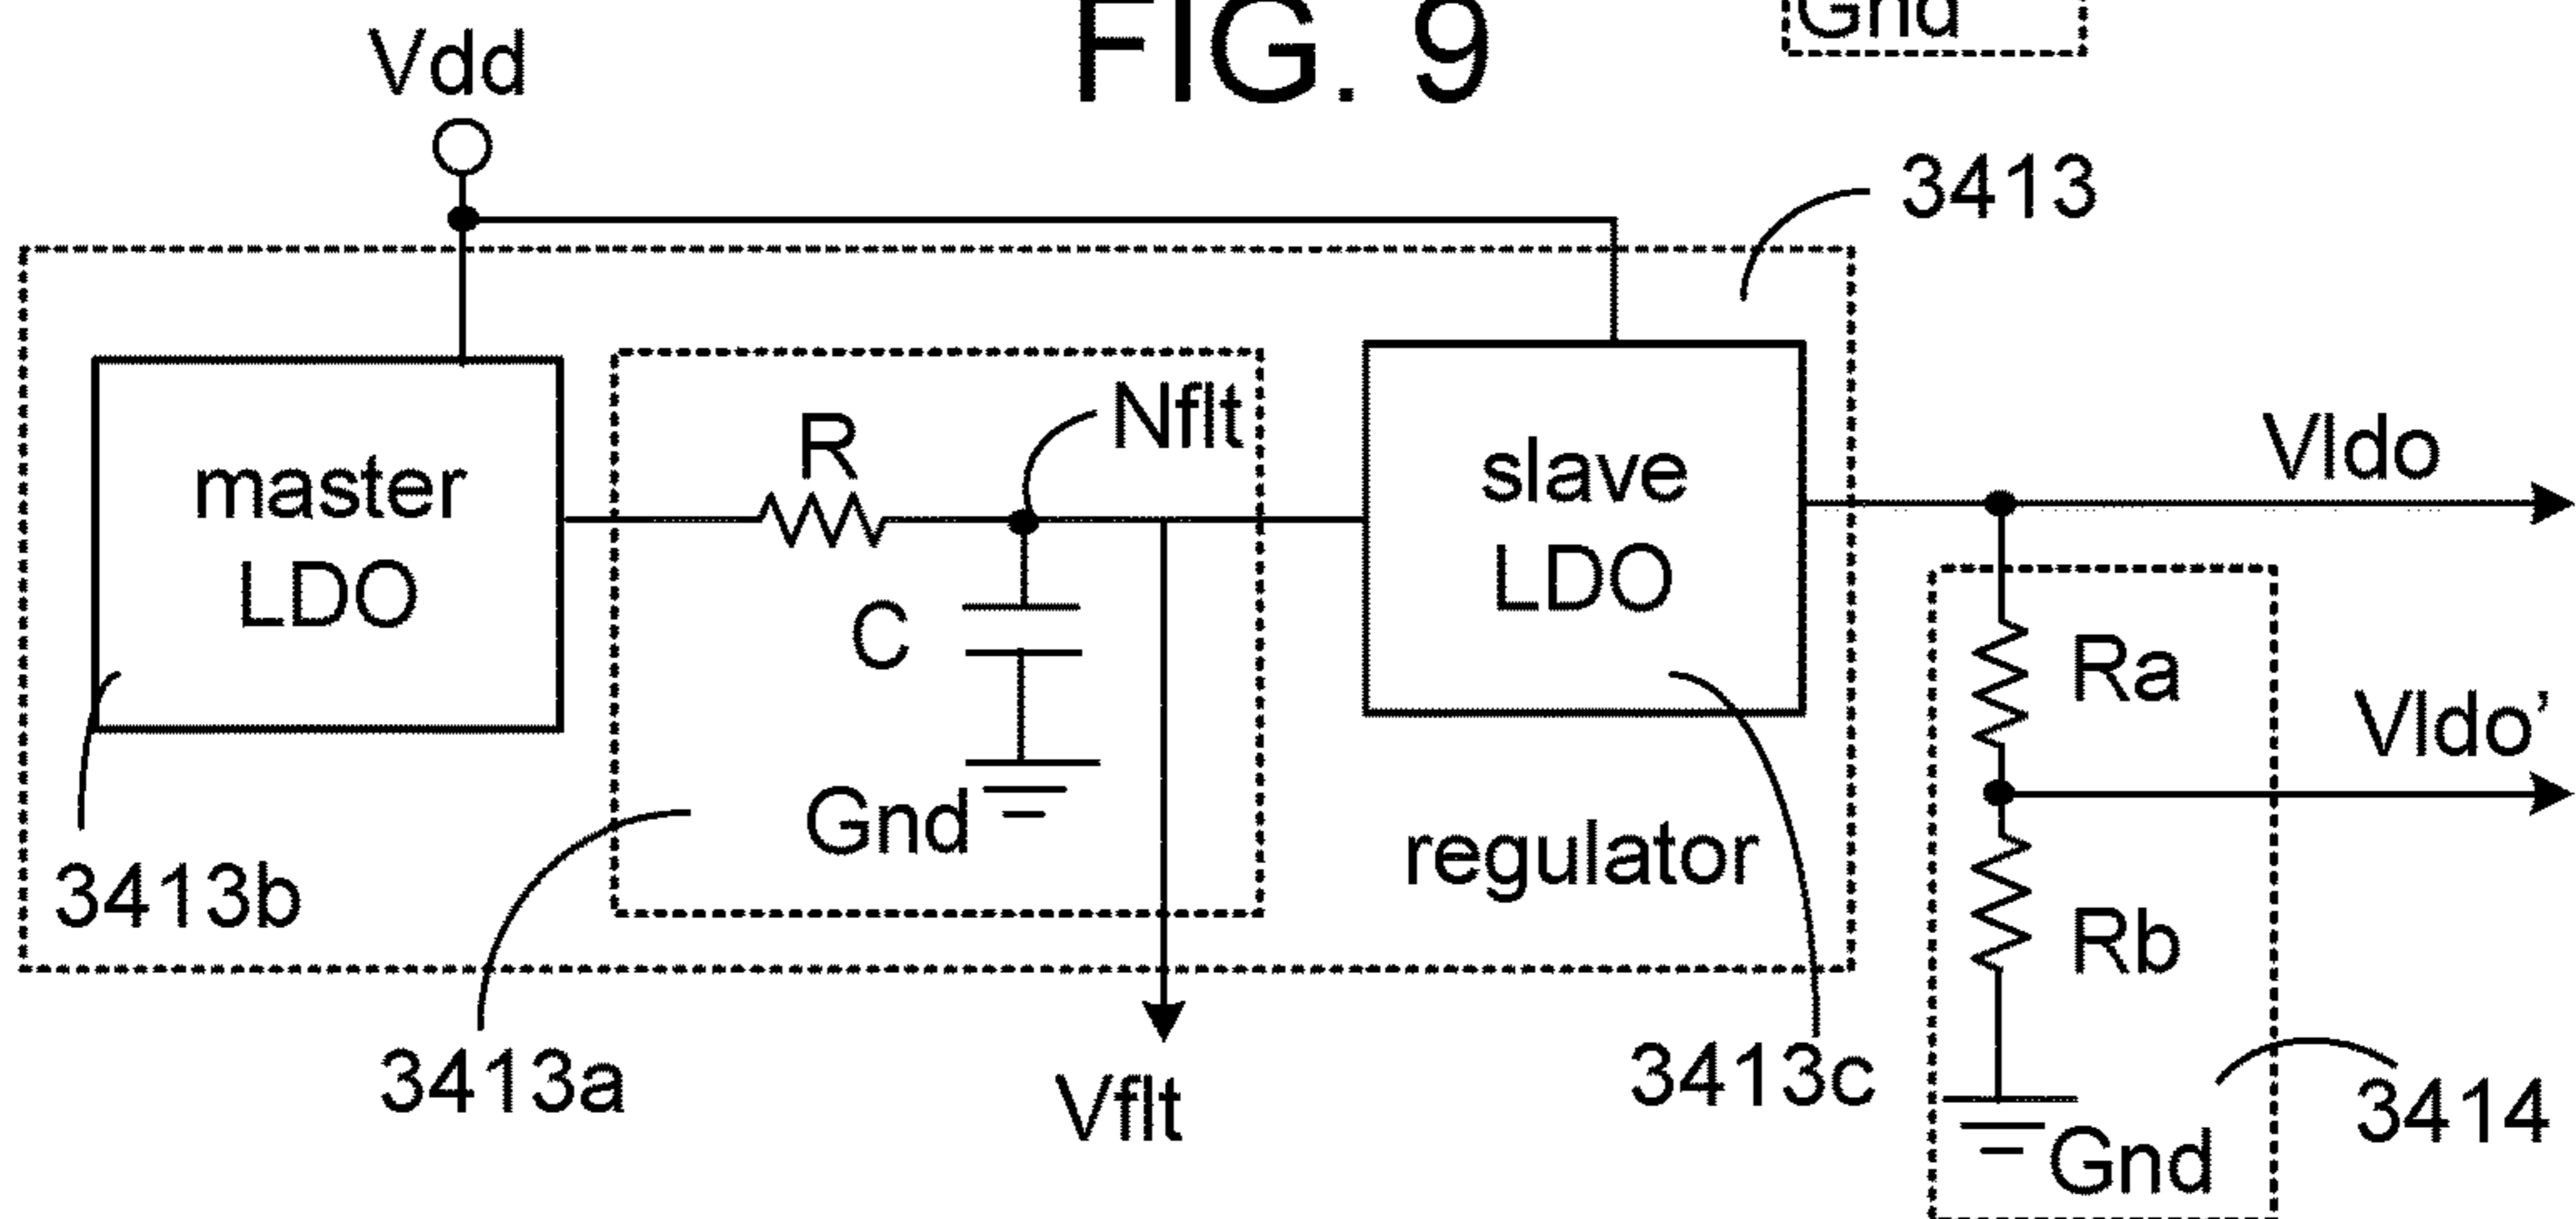 FIG. 9
Gnd
Vdd
3413
Nflt
R
master
LDO
slave
LDO
Vldo
C
Ra
Vldo’
Gnd
regulator
3413b
Rb
3413a
Vflt
3413c
3414
Gnd